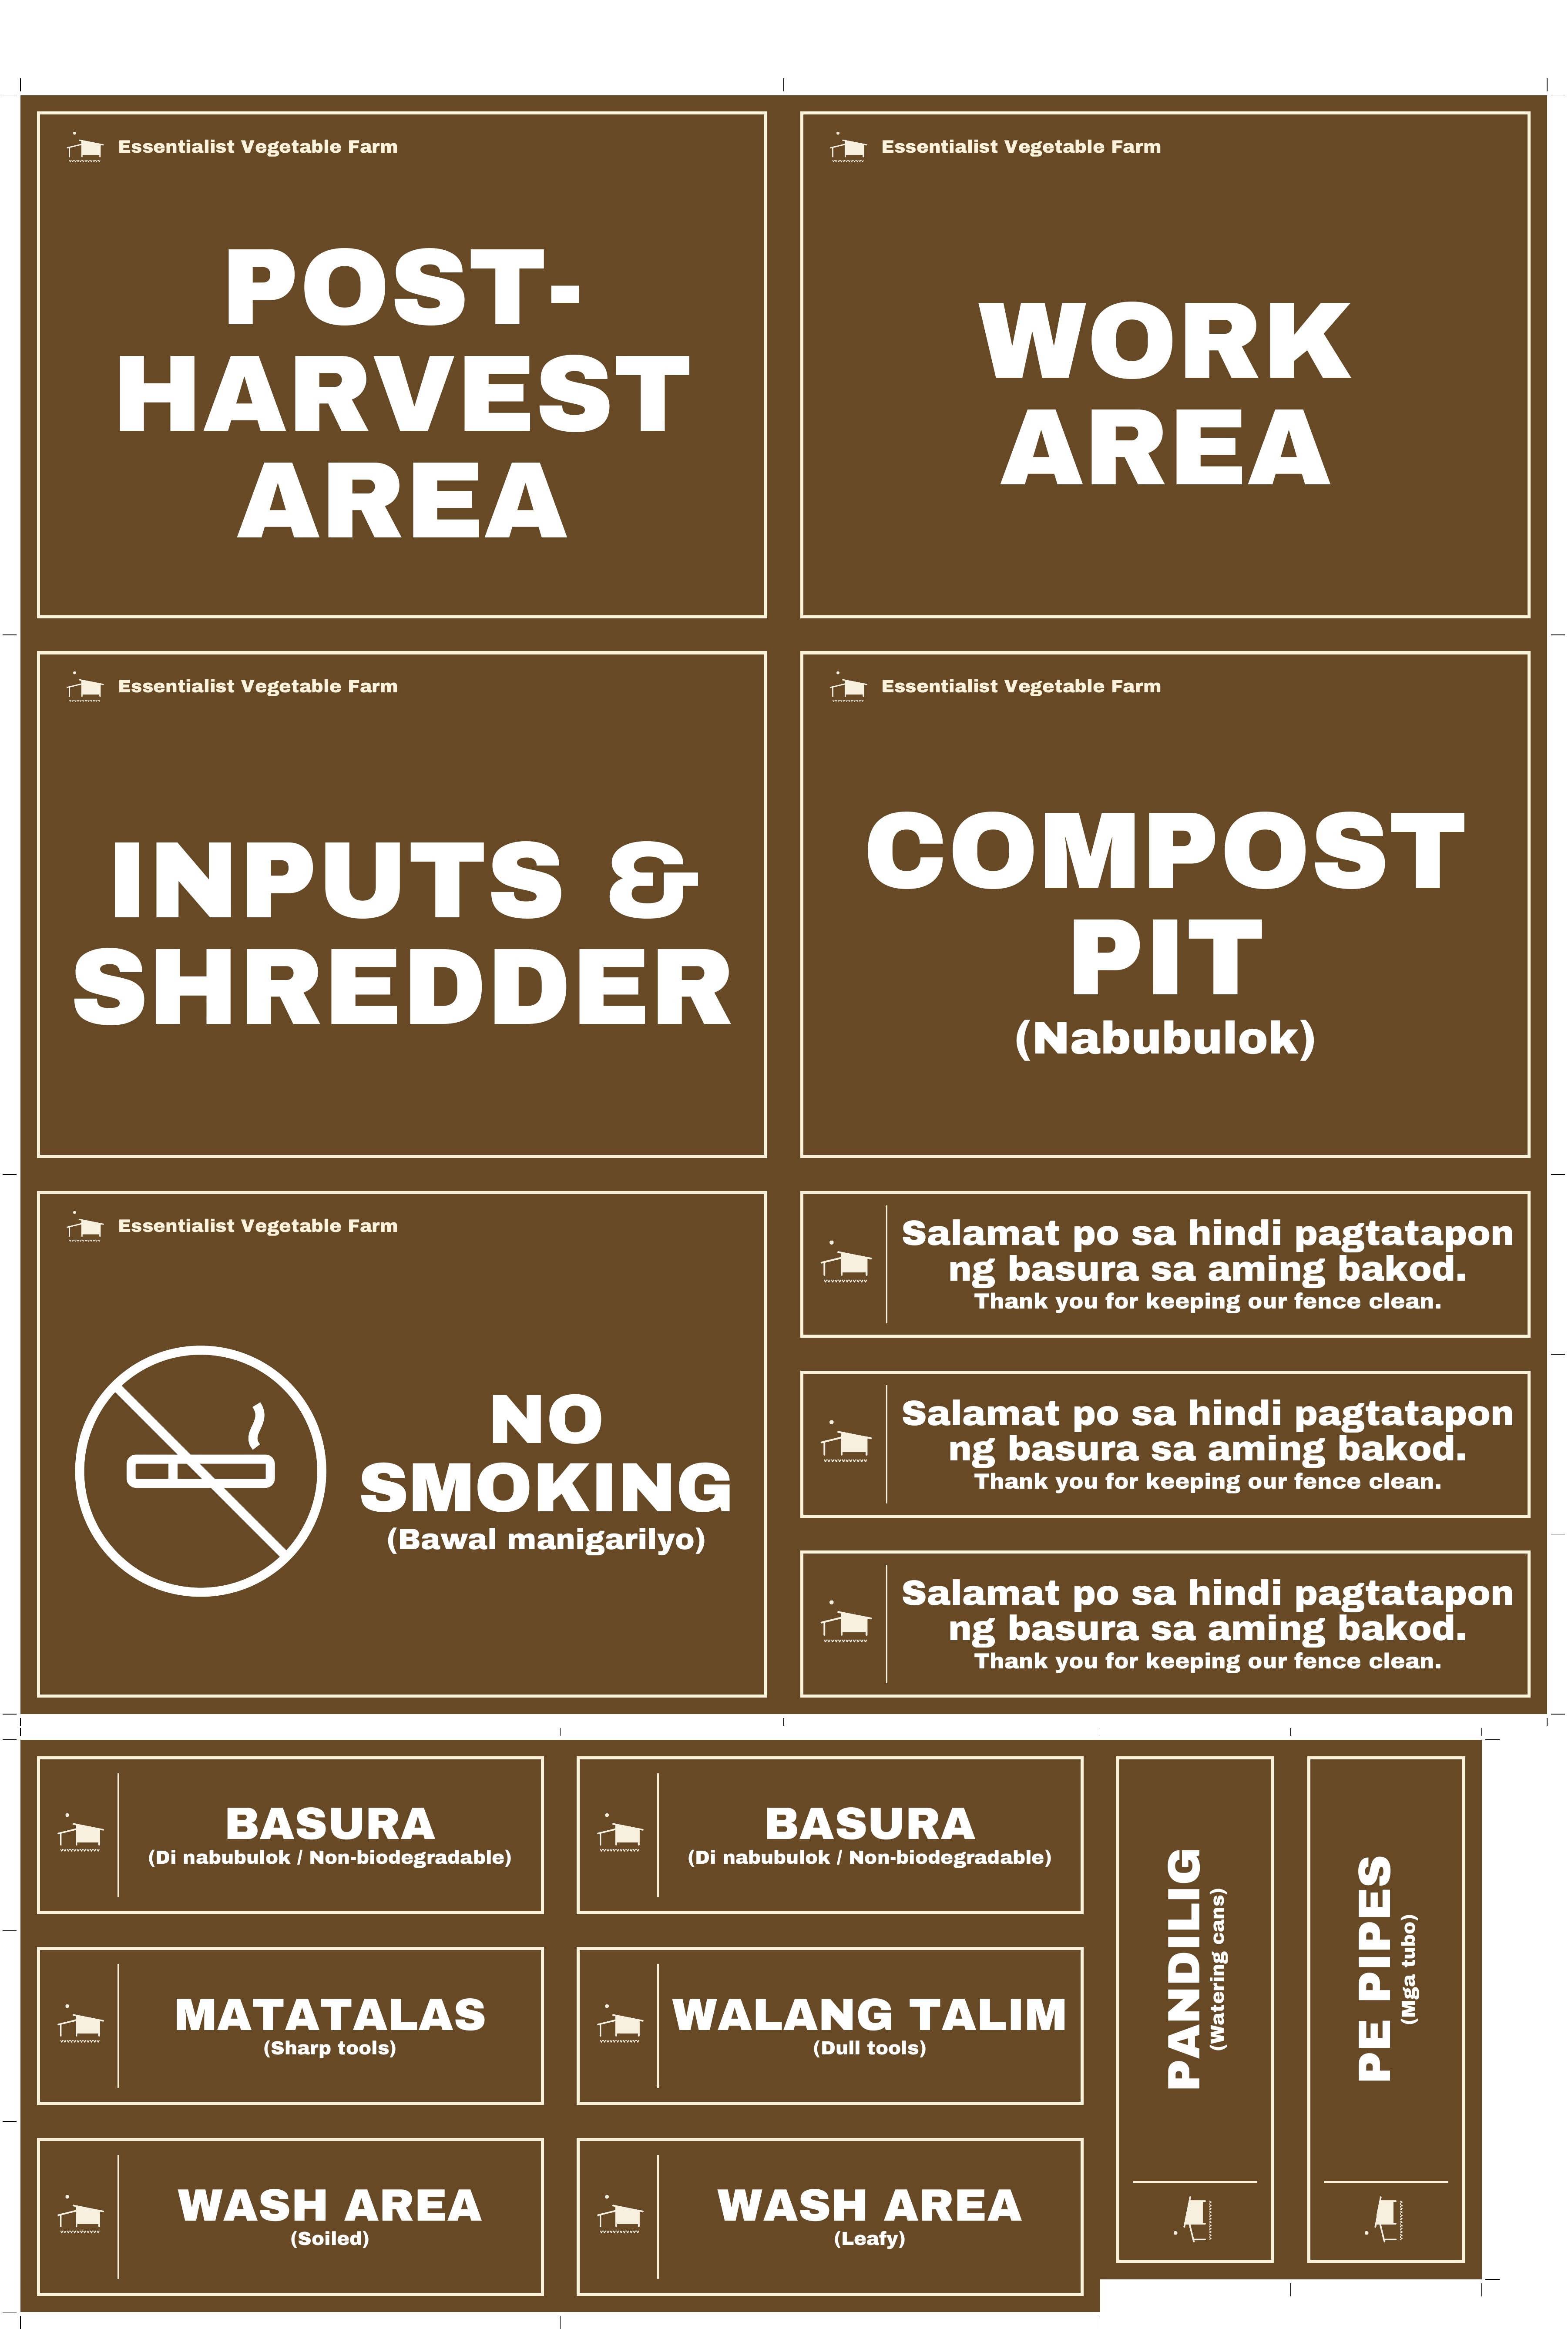 Essentialist Vegetable Farm
POST-
HARVEST
AREA
Essentialist Vegetable Farm
WORK
AREA
Essentialist Vegetable Farm
INPUTS &
SHREDDER
Essentialist Vegetable Farm
COMPOST
PIT
(Nabubulok)
Essentialist Vegetable Farm
NO
SMOKING
(Bawal manigarilyo)
Salamat po sa hindi pagtatapon
ng basura sa aming bakod.
Thank you for keeping our fence clean.
Salamat po sa hindi pagtatapon
ng basura sa aming bakod.
Thank you for keeping our fence clean.
Salamat po sa hindi pagtatapon
ng basura sa aming bakod.
Thank you for keeping our fence clean.
BASURA
(Di nabubulok / Non-biodegradable)
BASURA
(Di nabubulok / Non-biodegradable)
MATATALAS
(Sharp tools)
WALANG TALIM
(Dull tools)
WASH AREA
(Soiled)
WASH AREA
(Leafy)
PANDILIG
(Watering cans)
PE PIPES
(Mga tubo)